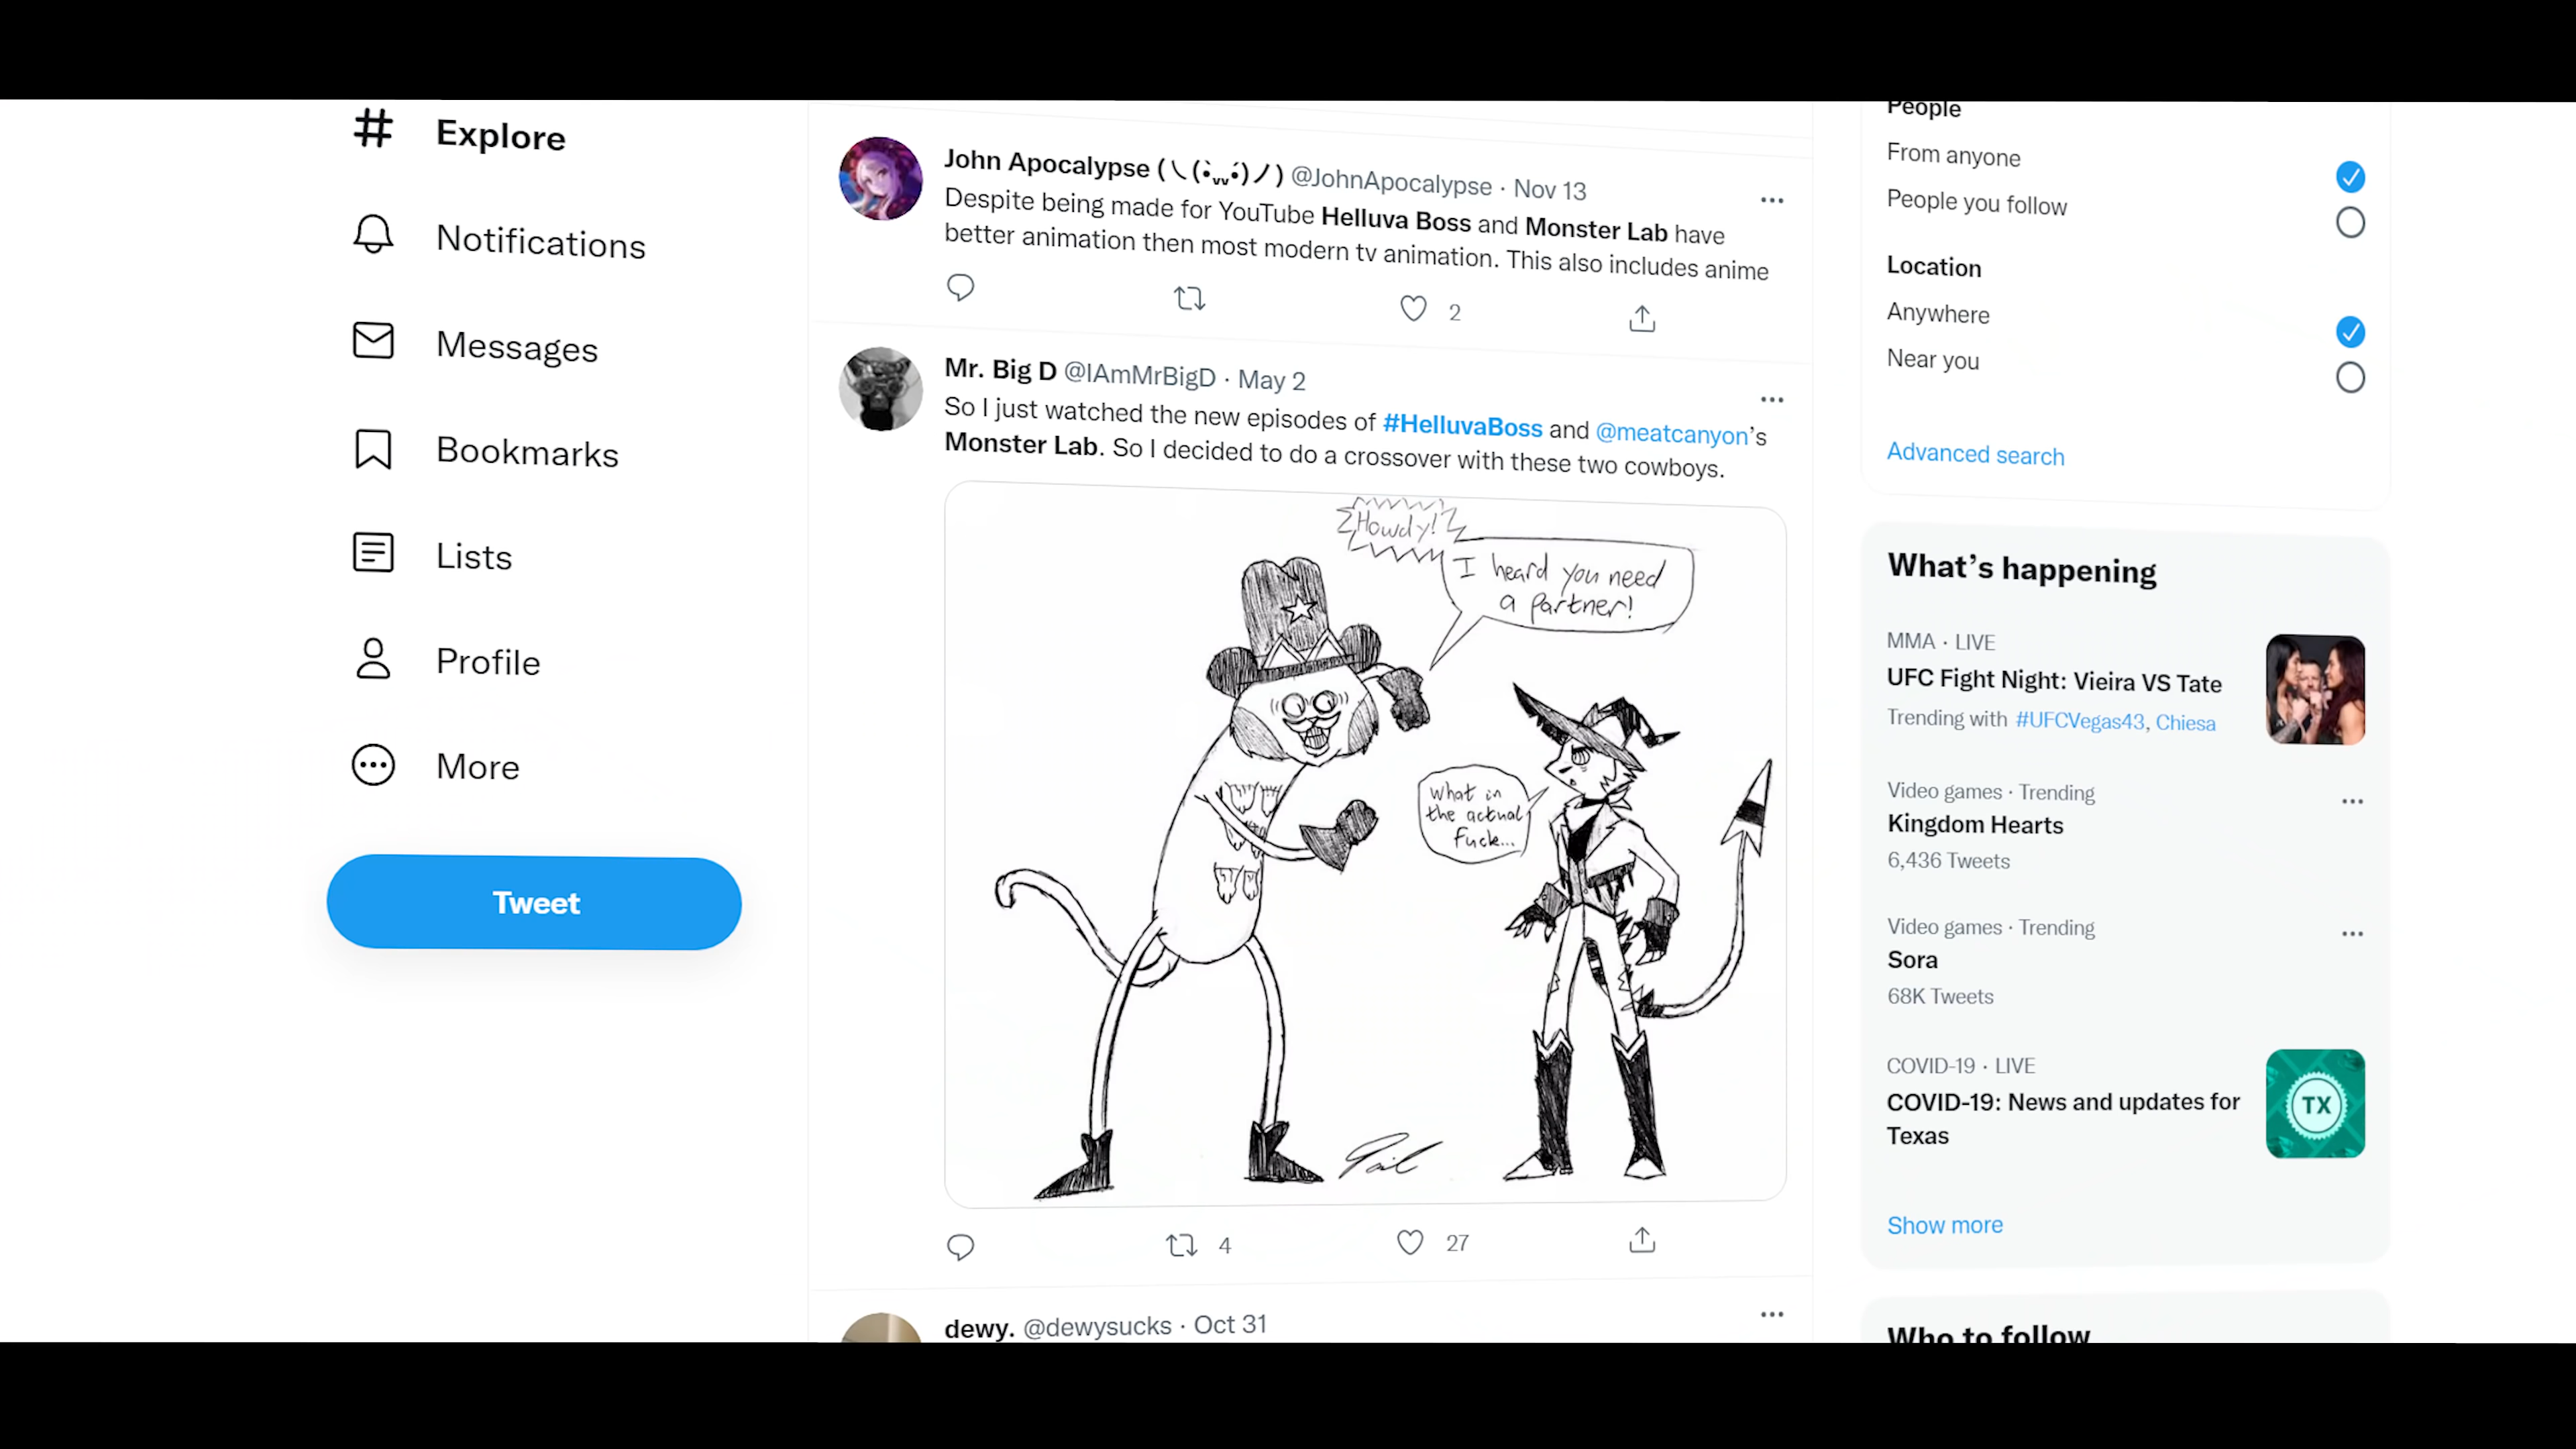 Explore
Notifications
Messages
Bookmarks
Lists
Profile
More
Tweet
John Apocalypse (㇏(•̀ᵥᵥ•́)ノ) @JohnApocalypse · Nov 13
Despite being made for YouTube Helluva Boss and Monster Lab have
better animation then most modern tv animation. This also includes anime
2
Mr. Big D @IAmMrBigD · May 2
So I just watched the new episodes of #HelluvaBoss and @meatcanyon’s
Monster Lab. So I decided to do a crossover with these two cowboys.
Howdy!
I heard you need
a partner!
What in
the actual
fuck...
4
27
dewy. @dewysucks · Oct 31
People
From anyone
People you follow
Location
Anywhere
Near you
Advanced search
What’s happening
MMA · LIVE
UFC Fight Night: Vieira VS Tate
Trending with #UFCVegas43, Chiesa
Video games · Trending
Kingdom Hearts
6,436 Tweets
Video games · Trending
Sora
68K Tweets
COVID-19 · LIVE
COVID-19: News and updates for
Texas
TX
Show more
Who to follow